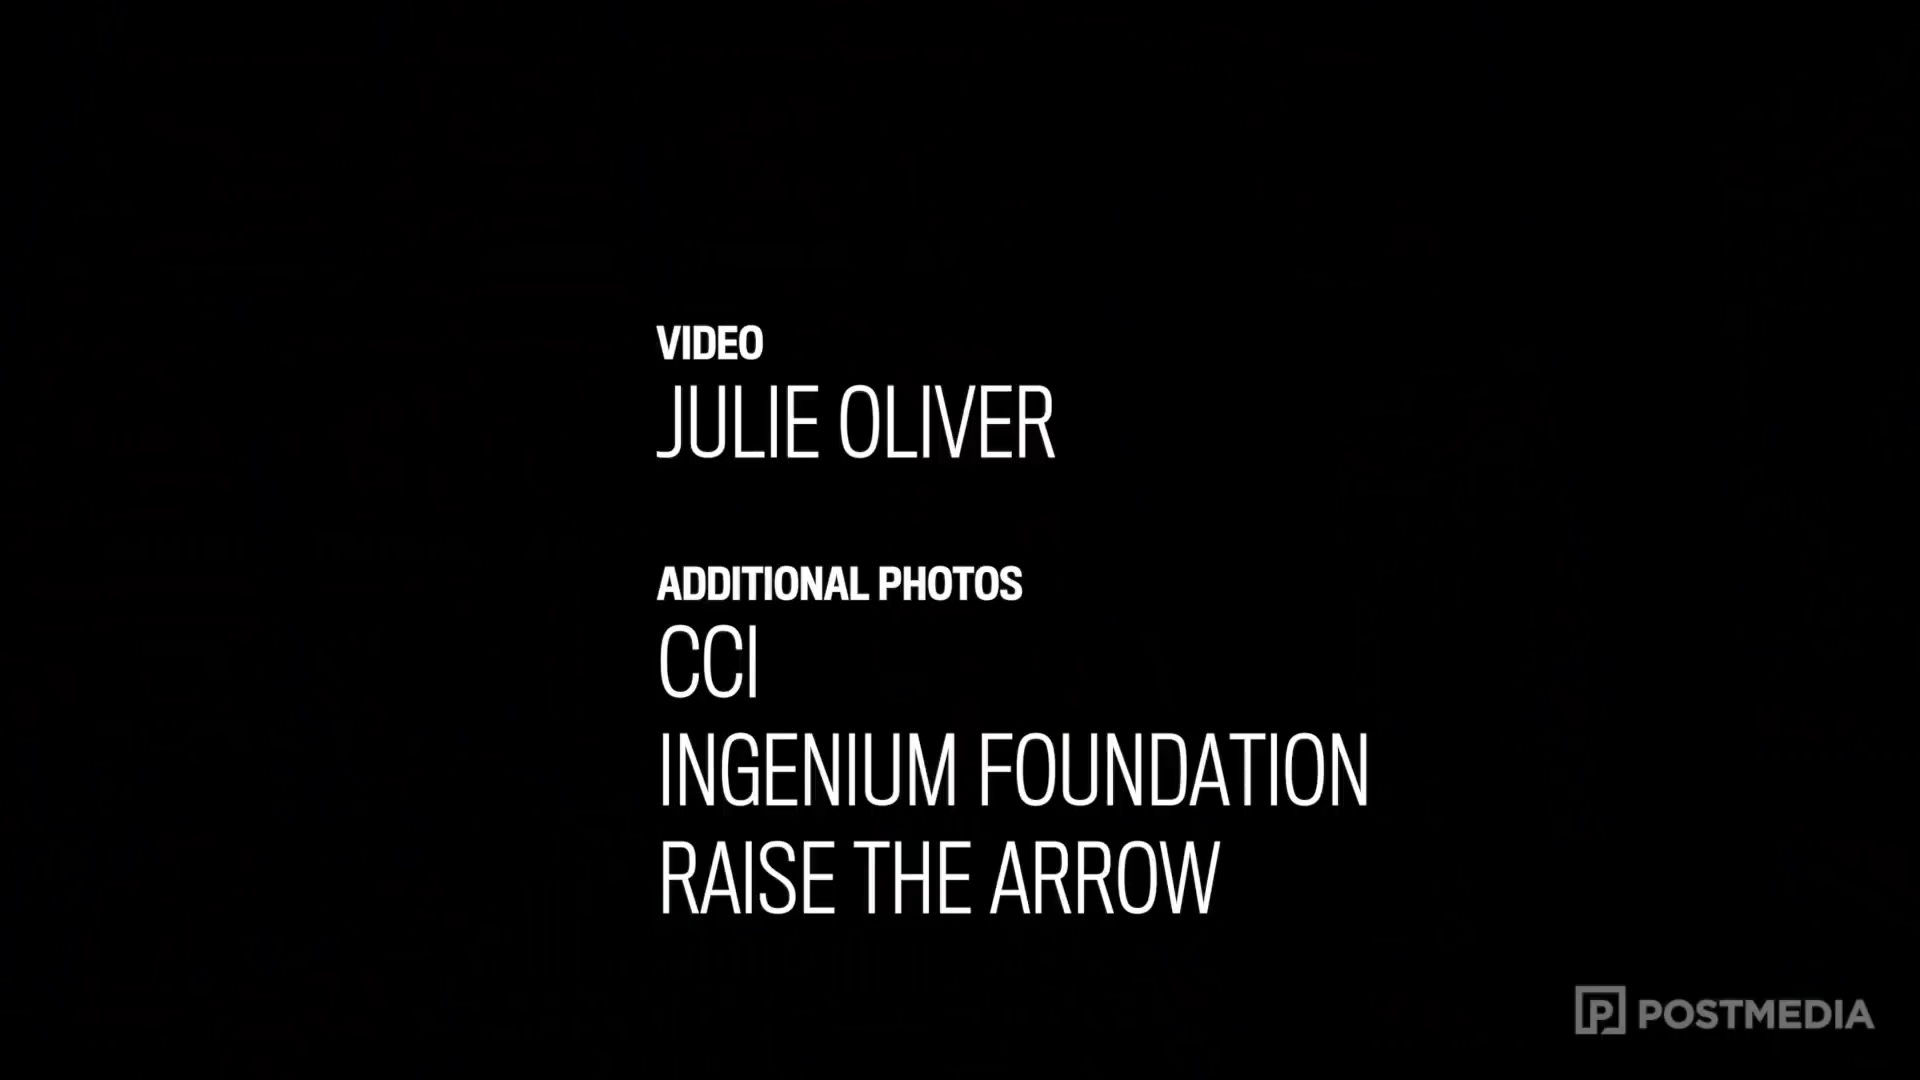 VIDEO
JULIE OLIVER
ADDITIONAL PHOTOS
CCI
INGENIUM FOUNDATION
RAISE THE ARROW
POSTMEDIA